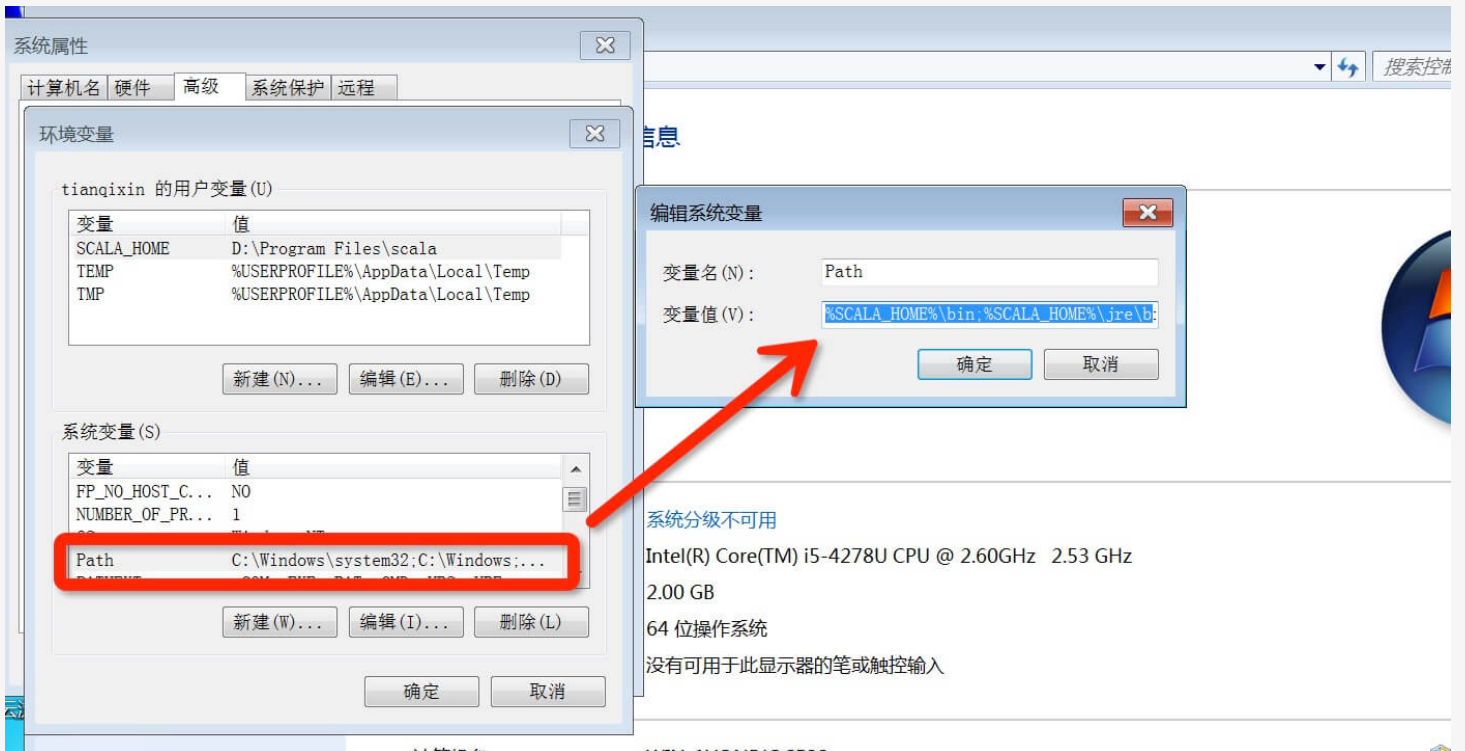 系统属性
搜索控
计算机名 硬件 高级 系统保护 远程
环境变量
信息
tianqixin 的用户变量(U)
变量 值
SCALA_HOME D:\Program Files\scala
TEMP %USERPROFILE%\AppData\Local\Temp
TMP %USERPROFILE%\AppData\Local\Temp
新建(N)... 编辑(E)... 删除(D)
编辑系统变量
变量名(N): Path
变量值(V): %SCALA_HOME%\bin;%SCALA_HOME%\jre\b
确定 取消
系统变量(S)
变量 值
FP_NO_HOST_C... NO
NUMBER_OF_PR... 1
Path C:\Windows\system32;C:\Windows;...
新建(W)... 编辑(I)... 删除(L)
确定 取消
系统分级不可用
Intel(R) Core(TM) i5-4278U CPU @ 2.60GHz 2.53 GHz
2.00 GB
64 位操作系统
没有可用于此显示器的笔或触控输入